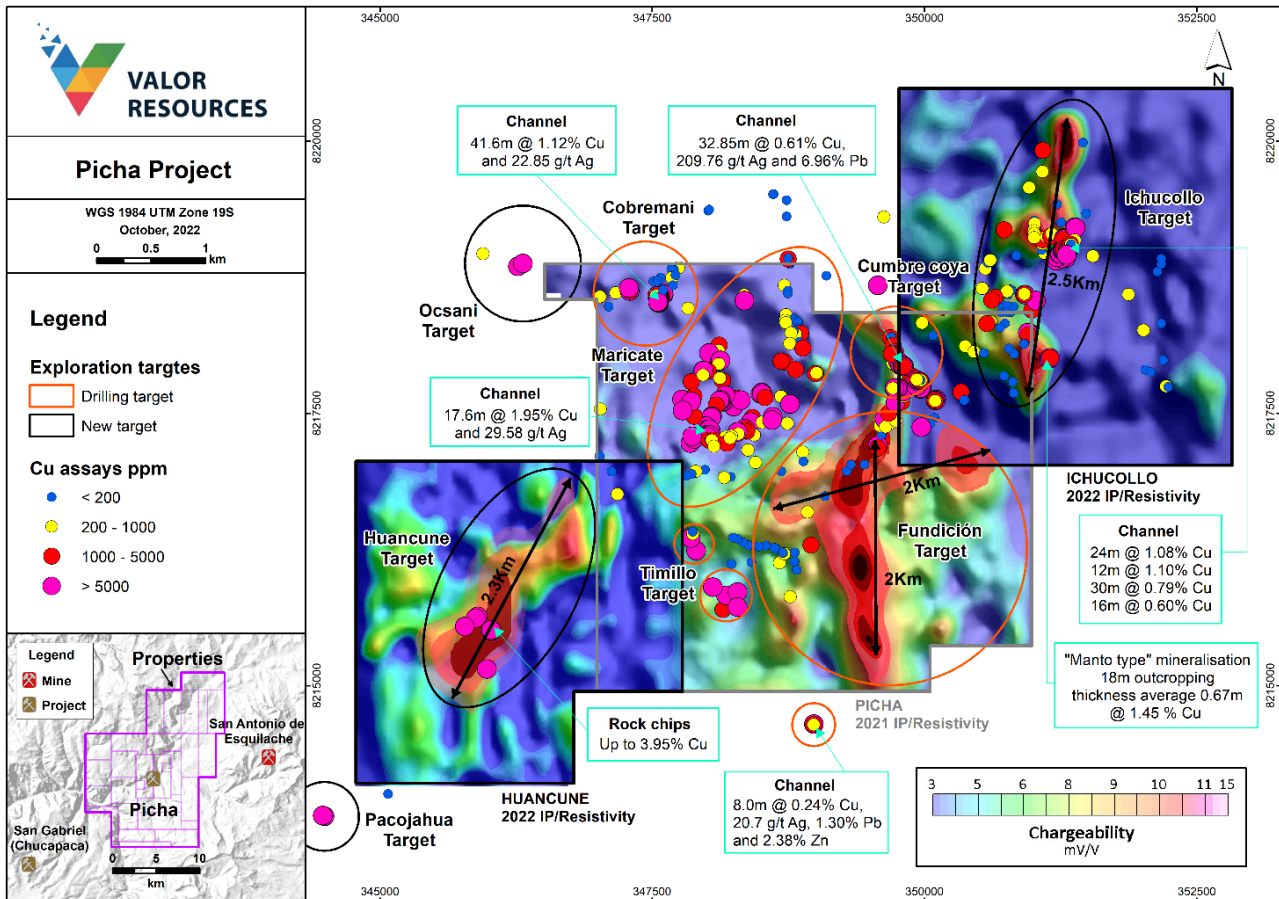 VALOR
RESOURCES
Picha Project
WGS 1984 UTM Zone 19S
October, 2022
0 0.5 1
km
Legend
Exploration targtes
Drilling target
New target
Cu assays ppm
< 200
200 - 1000
1000 - 5000
> 5000
Legend
Mine
Project
Properties
San Antonio de
Esquilache
Picha
San Gabriel
(Chucapaca)
0 5 10
km
345000 347500 350000 352500
8220000
8217500
8215000
N
Channel
41.6m @ 1.12% Cu
and 22.85 g/t Ag
Channel
32.85m @ 0.61% Cu,
209.76 g/t Ag and 6.96% Pb
Cobremani
Target
Ichucollo
Target
Cumbre coya
Target
Ocsani
Target
2.5Km
Maricate
Target
Channel
17.6m @ 1.95% Cu
and 29.58 g/t Ag
ICHUCOLLO
2022 IP/Resistivity
2Km
Huancune
Target
2.3Km
Fundición
Target
Timillo
Target
2Km
Channel
24m @ 1.08% Cu
12m @ 1.10% Cu
30m @ 0.79% Cu
16m @ 0.60% Cu
"Manto type" mineralisation
18m outcropping
thickness average 0.67m
@ 1.45 % Cu
PICHA
2021 IP/Resistivity
Rock chips
Up to 3.95% Cu
HUANCUNE
2022 IP/Resistivity
Pacojahua
Target
Channel
8.0m @ 0.24% Cu,
20.7 g/t Ag, 1.30% Pb
and 2.38% Zn
3 5 6 8 9 10 11 15
Chargeability
mV/V
345000 347500 350000 352500
8220000
8217500
8215000